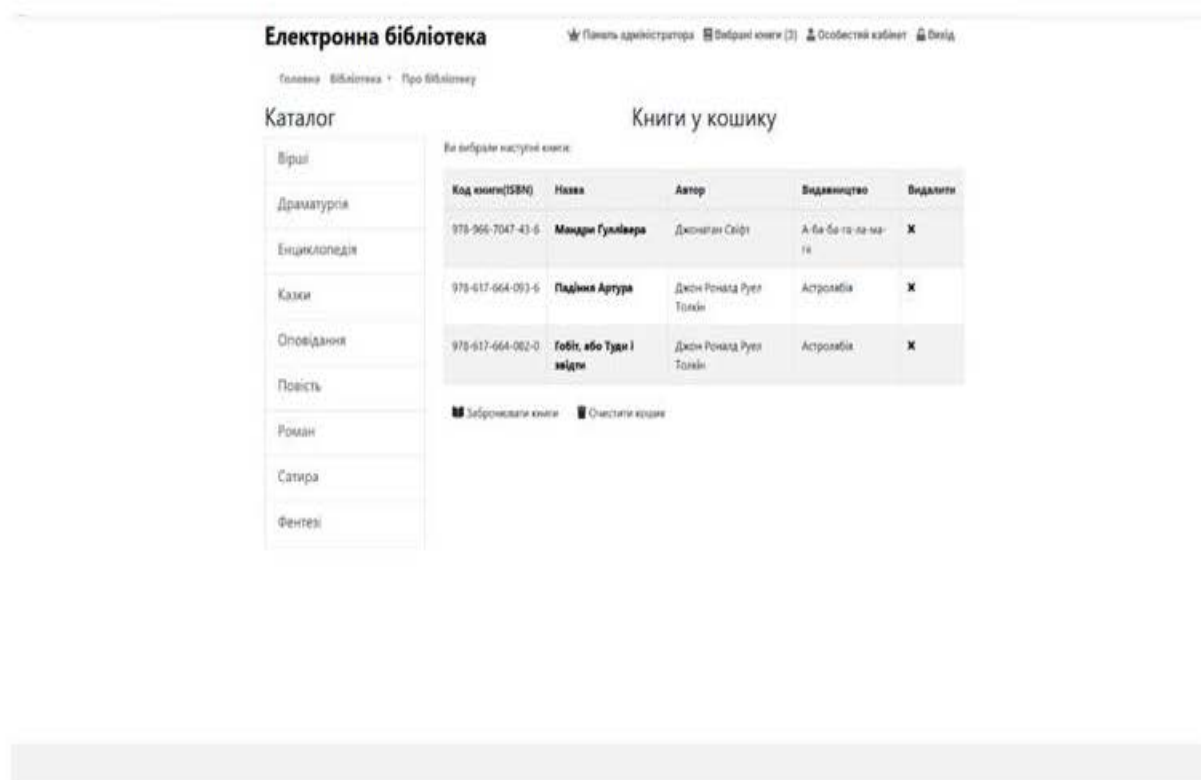 Електронна бібліотека
Панель адміністратора Вибрані книги (3) Особистий кабінет Вихід
Головна Бібліотека Про бібліотеку
Каталог
Вірші
Драматургія
Енциклопедія
Казки
Оповідання
Повість
Роман
Сатира
Фентезі
Книги у кошику
Ви вибрали наступні книги:
Код книги(ISBN) Назва Автор Видавництво Видалити
978-966-7047-43-6 Мандри Гуллівера Джонатан Свіфт А-ба-ба-га-ла-ма-
га
978-617-664-093-6 Падіння Артура Джон Роналд Руел Астролябія
Толкін
978-617-664-082-0 Гобіт, або Туди і Джон Роналд Руел Астролябія
звідти Толкін
Забронювати книги Очистити кошик